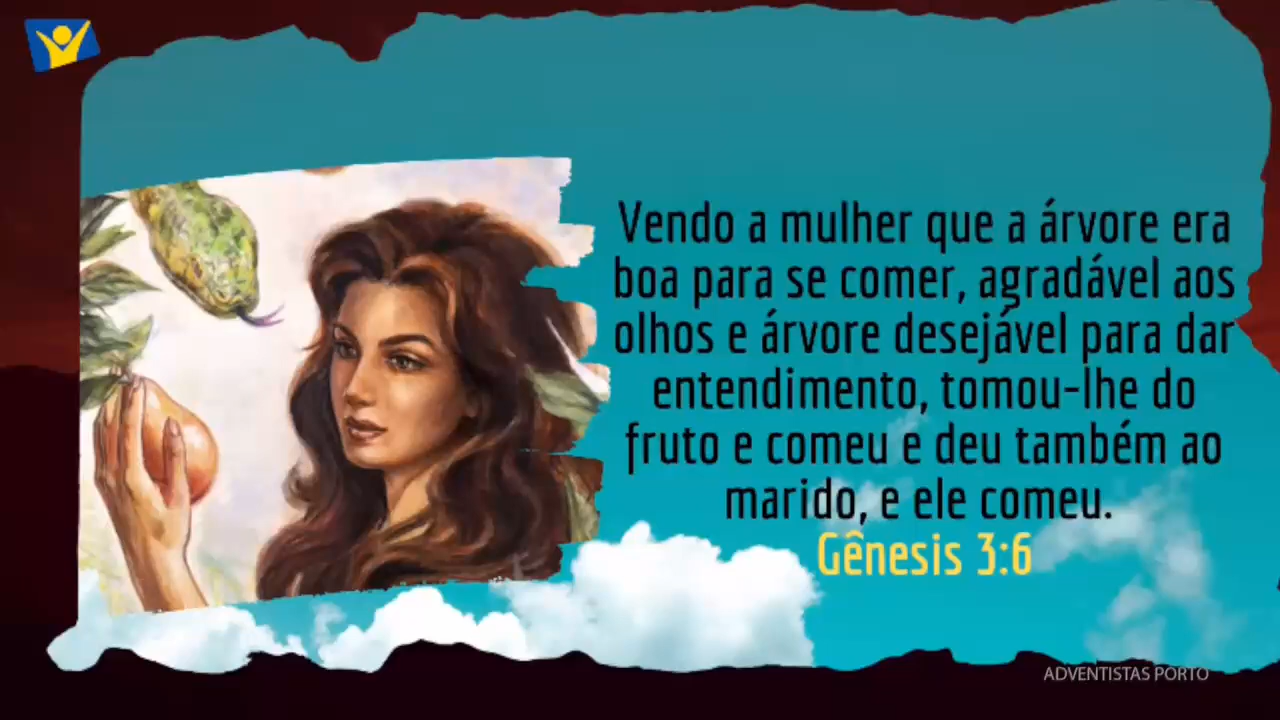 Vendo a mulher que a árvore era
boa para se comer, agradável aos
olhos e árvore desejável para dar
entendimento, tomou-lhe do
fruto e comeu e deu também ao
marido, e ele comeu.
Gênesis 3:6
ADVENTISTAS PORTO